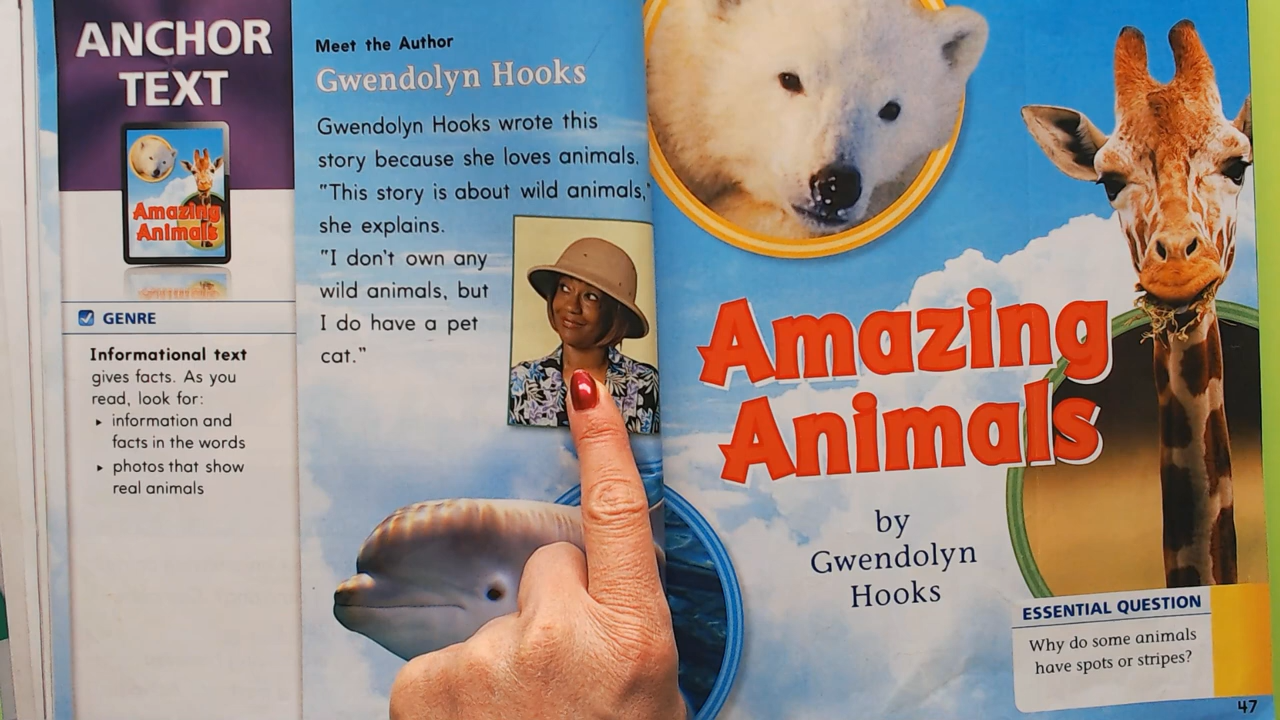 ANCHOR
TEXT
Amazing
Animals
GENRE
Informational text
gives facts. As you
read, look for:
▸ information and
facts in the words
▸ photos that show
real animals
Meet the Author
Gwendolyn Hooks
Gwendolyn Hooks wrote this
story because she loves animals.
"This story is about wild animals,"
she explains.
"I don't own any
wild animals, but
I do have a pet
cat."
Amazing
Animals
by
Gwendolyn
Hooks
ESSENTIAL QUESTION
Why do some animals
have spots or stripes?
47